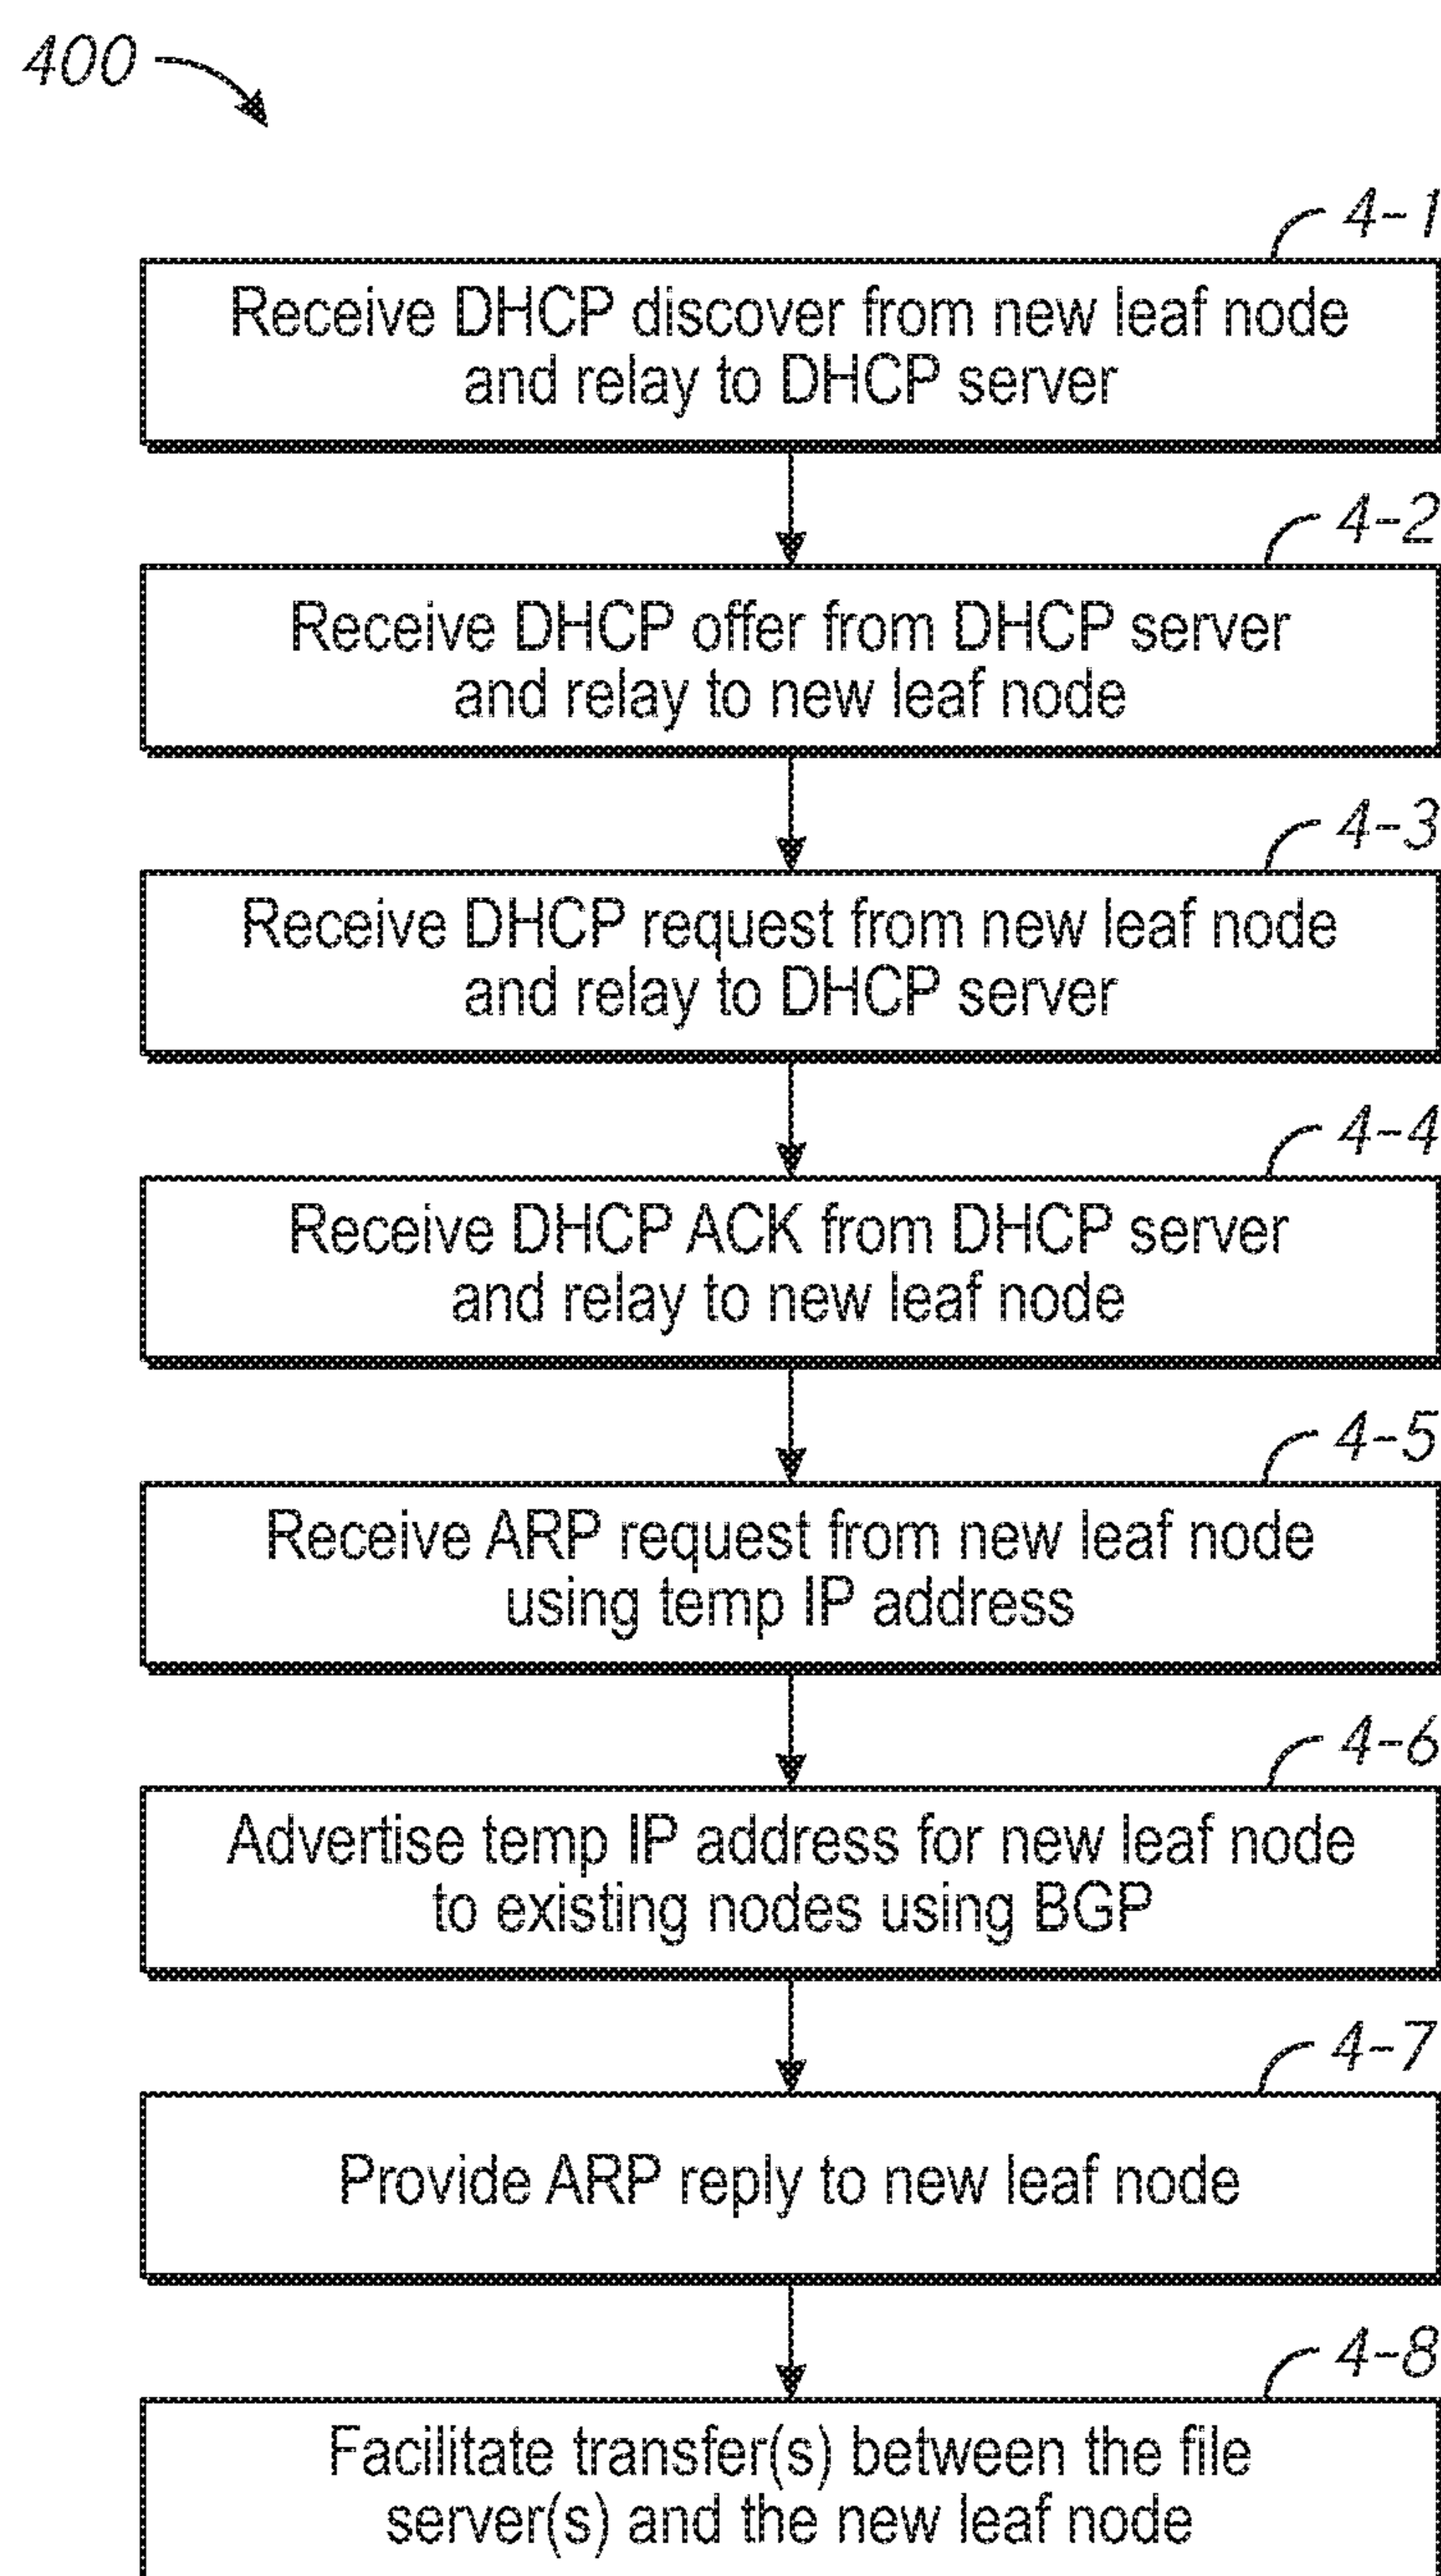 400
4-1
Receive DHCP discover from new leaf node
and relay to DHCP server
4-2
Receive DHCP offer from DHCP server
and relay to new leaf node
4-3
Receive DHCP request from new leaf node
and relay to DHCP server
4-4
Receive DHCP ACK from DHCP server
and relay to new leaf node
4-5
Receive ARP request from new leaf node
using temp IP address
4-6
Advertise temp IP address for new leaf node
to existing nodes using BGP
4-7
Provide ARP reply to new leaf node
4-8
Facilitate transfer(s) between the file
server(s) and the new leaf node